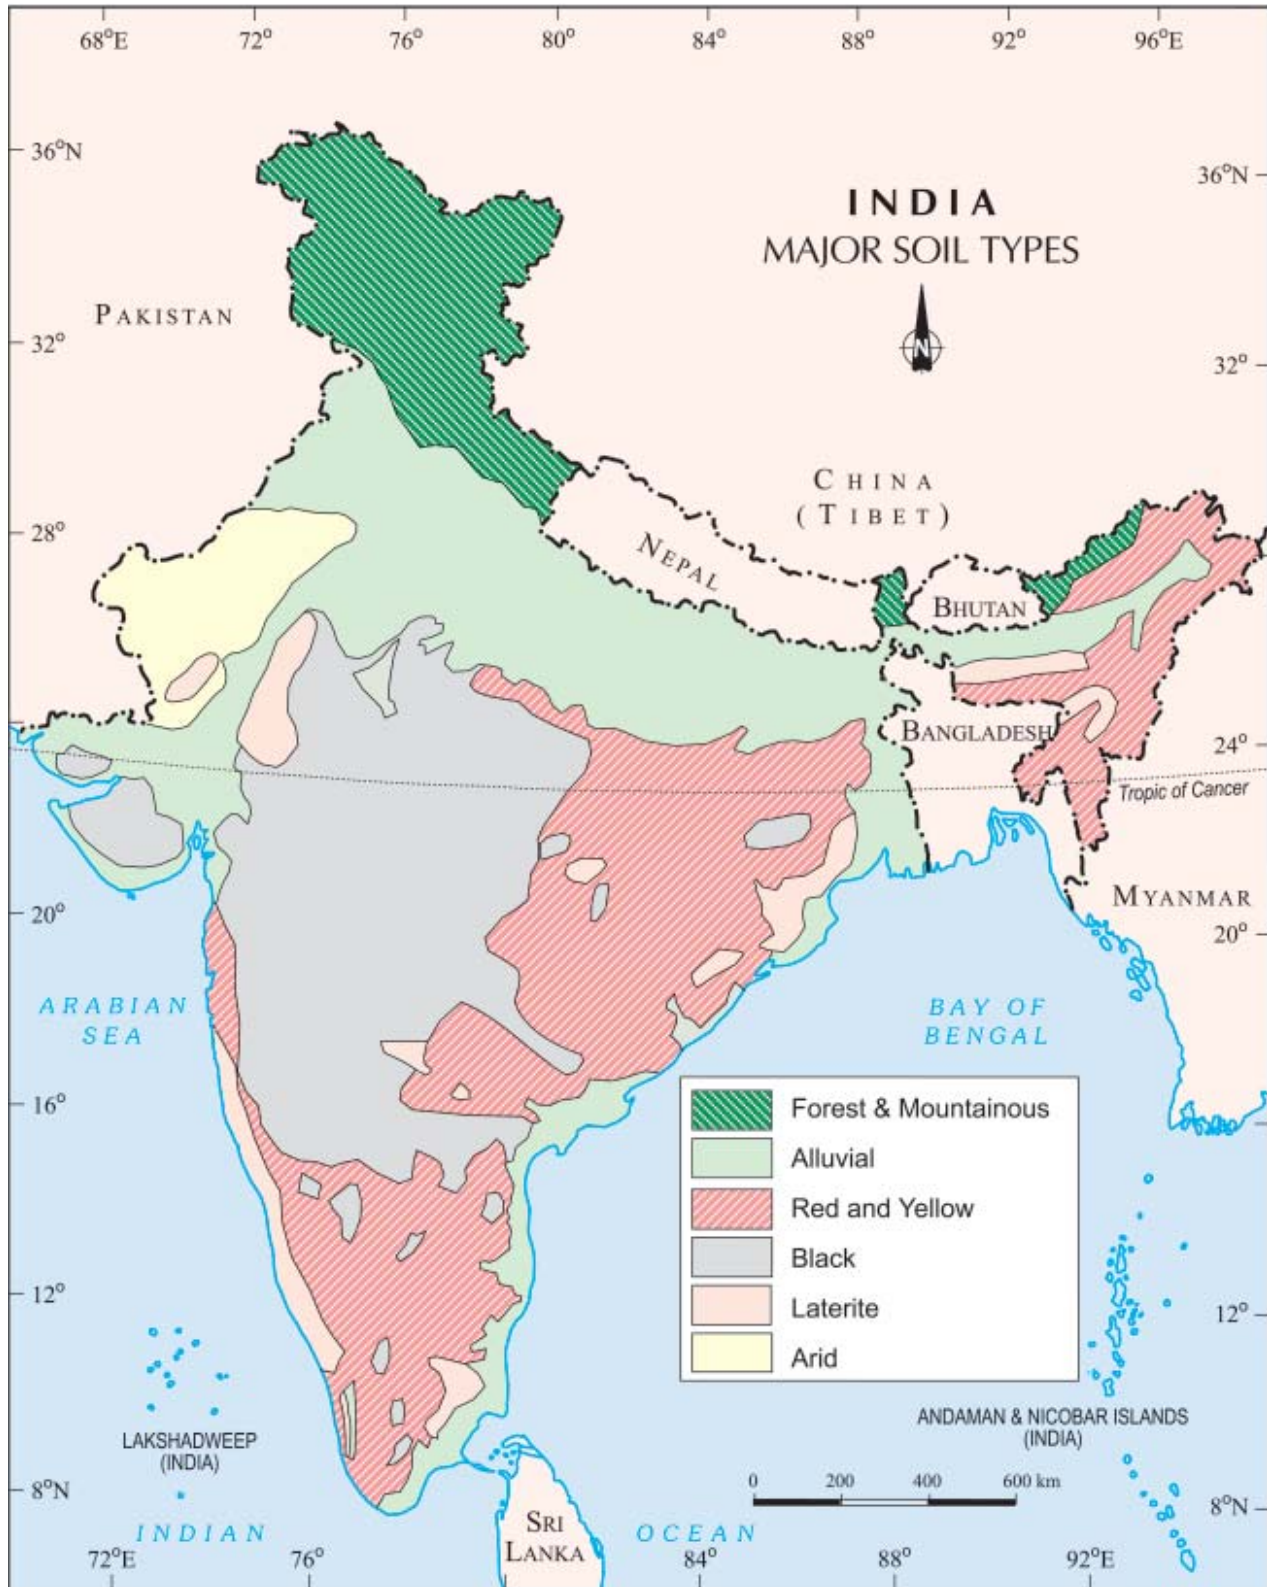 68°E 72° 76° 80° 84° 88° 92° 96°E
36°N
36°N
INDIA
MAJOR SOIL TYPES
N
PAKISTAN
32°
32°
CHINA
(TIBET)
NEPAL
28°
28°
BHUTAN
BANGLADESH
24°
Tropic of Cancer
MYANMAR
20°
20°
ARABIAN
SEA
BAY OF
BENGAL
16°
Forest & Mountainous
Alluvial
Red and Yellow
Black
Laterite
Arid
12°
12°
LAKSHADWEEP
(INDIA)
ANDAMAN & NICOBAR ISLANDS
(INDIA)
0 200 400 600 km
8°N
8°N
SRI
LANKA
INDIAN OCEAN
72°E 76° 84° 88° 92°E